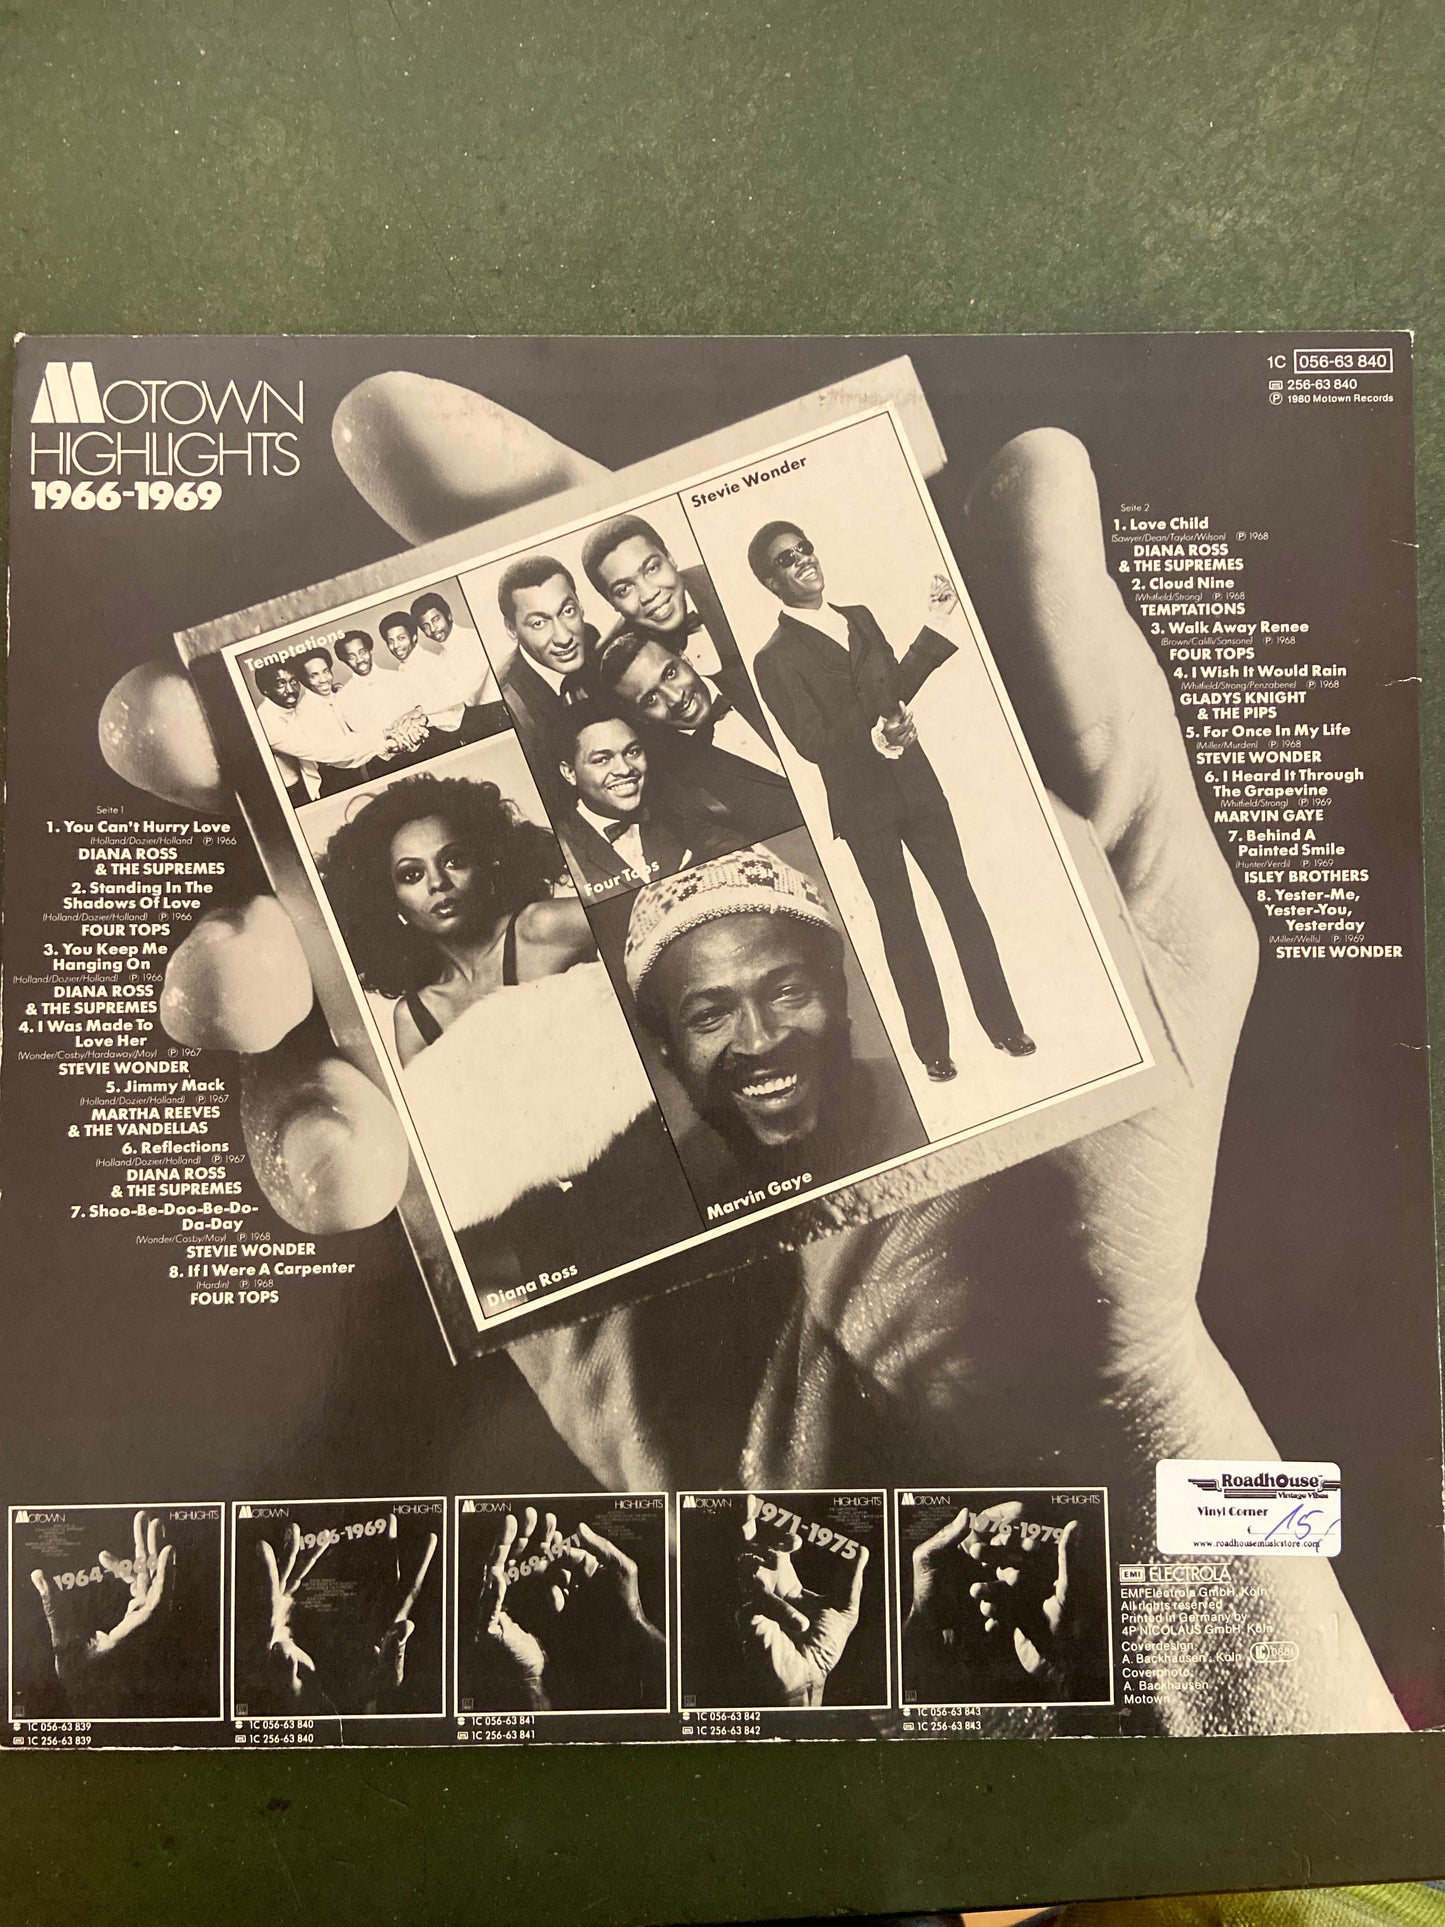 MOTOWN
HIGHLIGHTS
1966-1969
1C 056-63 840
256-63 840
Ⓟ 1980 Motown Records
Temptations
Four Tops
Stevie Wonder
Diana Ross
Marvin Gaye
Seite 1
1. You Can't Hurry Love
(Holland/Dozier/Holland Ⓟ 1966
DIANA ROSS
& THE SUPREMES
2. Standing In The
Shadows Of Love
(Holland/Dozier/Holland) Ⓟ 1966
FOUR TOPS
3. You Keep Me
Hanging On
(Holland/Dozier/Holland) Ⓟ 1966
DIANA ROSS
& THE SUPREMES
4. I Was Made To
Love Her
(Wonder/Cosby/Hardaway/Moy) Ⓟ 1967
STEVIE WONDER
5. Jimmy Mack
(Holland/Dozier/Holland) Ⓟ 1967
MARTHA REEVES
& THE VANDELLAS
6. Reflections
(Holland/Dozier/Holland) Ⓟ 1967
DIANA ROSS
& THE SUPREMES
7. Shoo-Be-Doo-Be-Do-
Da-Day
(Wonder/Cosby/Moy) Ⓟ 1968
STEVIE WONDER
8. If I Were A Carpenter
(Hardin) Ⓟ 1968
FOUR TOPS
Seite 2
1. Love Child
(Sawyer/Dean/Taylor/Wilson) Ⓟ 1968
DIANA ROSS
& THE SUPREMES
2. Cloud Nine
(Whitfield/Strong) Ⓟ 1968
TEMPTATIONS
3. Walk Away Renee
(Brown/Calilli/Sansone) Ⓟ 1968
FOUR TOPS
4. I Wish It Would Rain
(Whitfield/Strong/Penzabene) Ⓟ 1968
GLADYS KNIGHT
& THE PIPS
5. For Once In My Life
(Miller/Murden) Ⓟ 1968
STEVIE WONDER
6. I Heard It Through
The Grapevine
(Whitfield/Strong) Ⓟ 1969
MARVIN GAYE
7. Behind A
Painted Smile
(Hunter/Verdi) Ⓟ 1969
ISLEY BROTHERS
8. Yester-Me,
Yester-You,
Yesterday
(Miller/Wells) Ⓟ 1969
STEVIE WONDER
MOTOWN HIGHLIGHTS
1964-1966
1C 056-63 839
1C 256-63 839
MOTOWN HIGHLIGHTS
1966-1969
1C 056-63 840
1C 256-63 840
MOTOWN HIGHLIGHTS
1969-1971
1C 056-63 841
1C 256-63 841
MOTOWN HIGHLIGHTS
1971-1975
1C 056-63 842
1C 256-63 842
MOTOWN HIGHLIGHTS
1976-1979
1C 056-63 843
1C 256-63 843
Roadhouse
Vintage Vibes
Vinyl Corner
€ 15,
www.roadhousemusicstore.com
EMI ELECTROLA
EMI Electrola GmbH, Köln
All rights reserved
Printed in Germany by
4P NICOLAUS GmbH, Köln
Coverdesign:
A. Backhausen, Köln
Coverphoto:
A. Backhausen
Motown